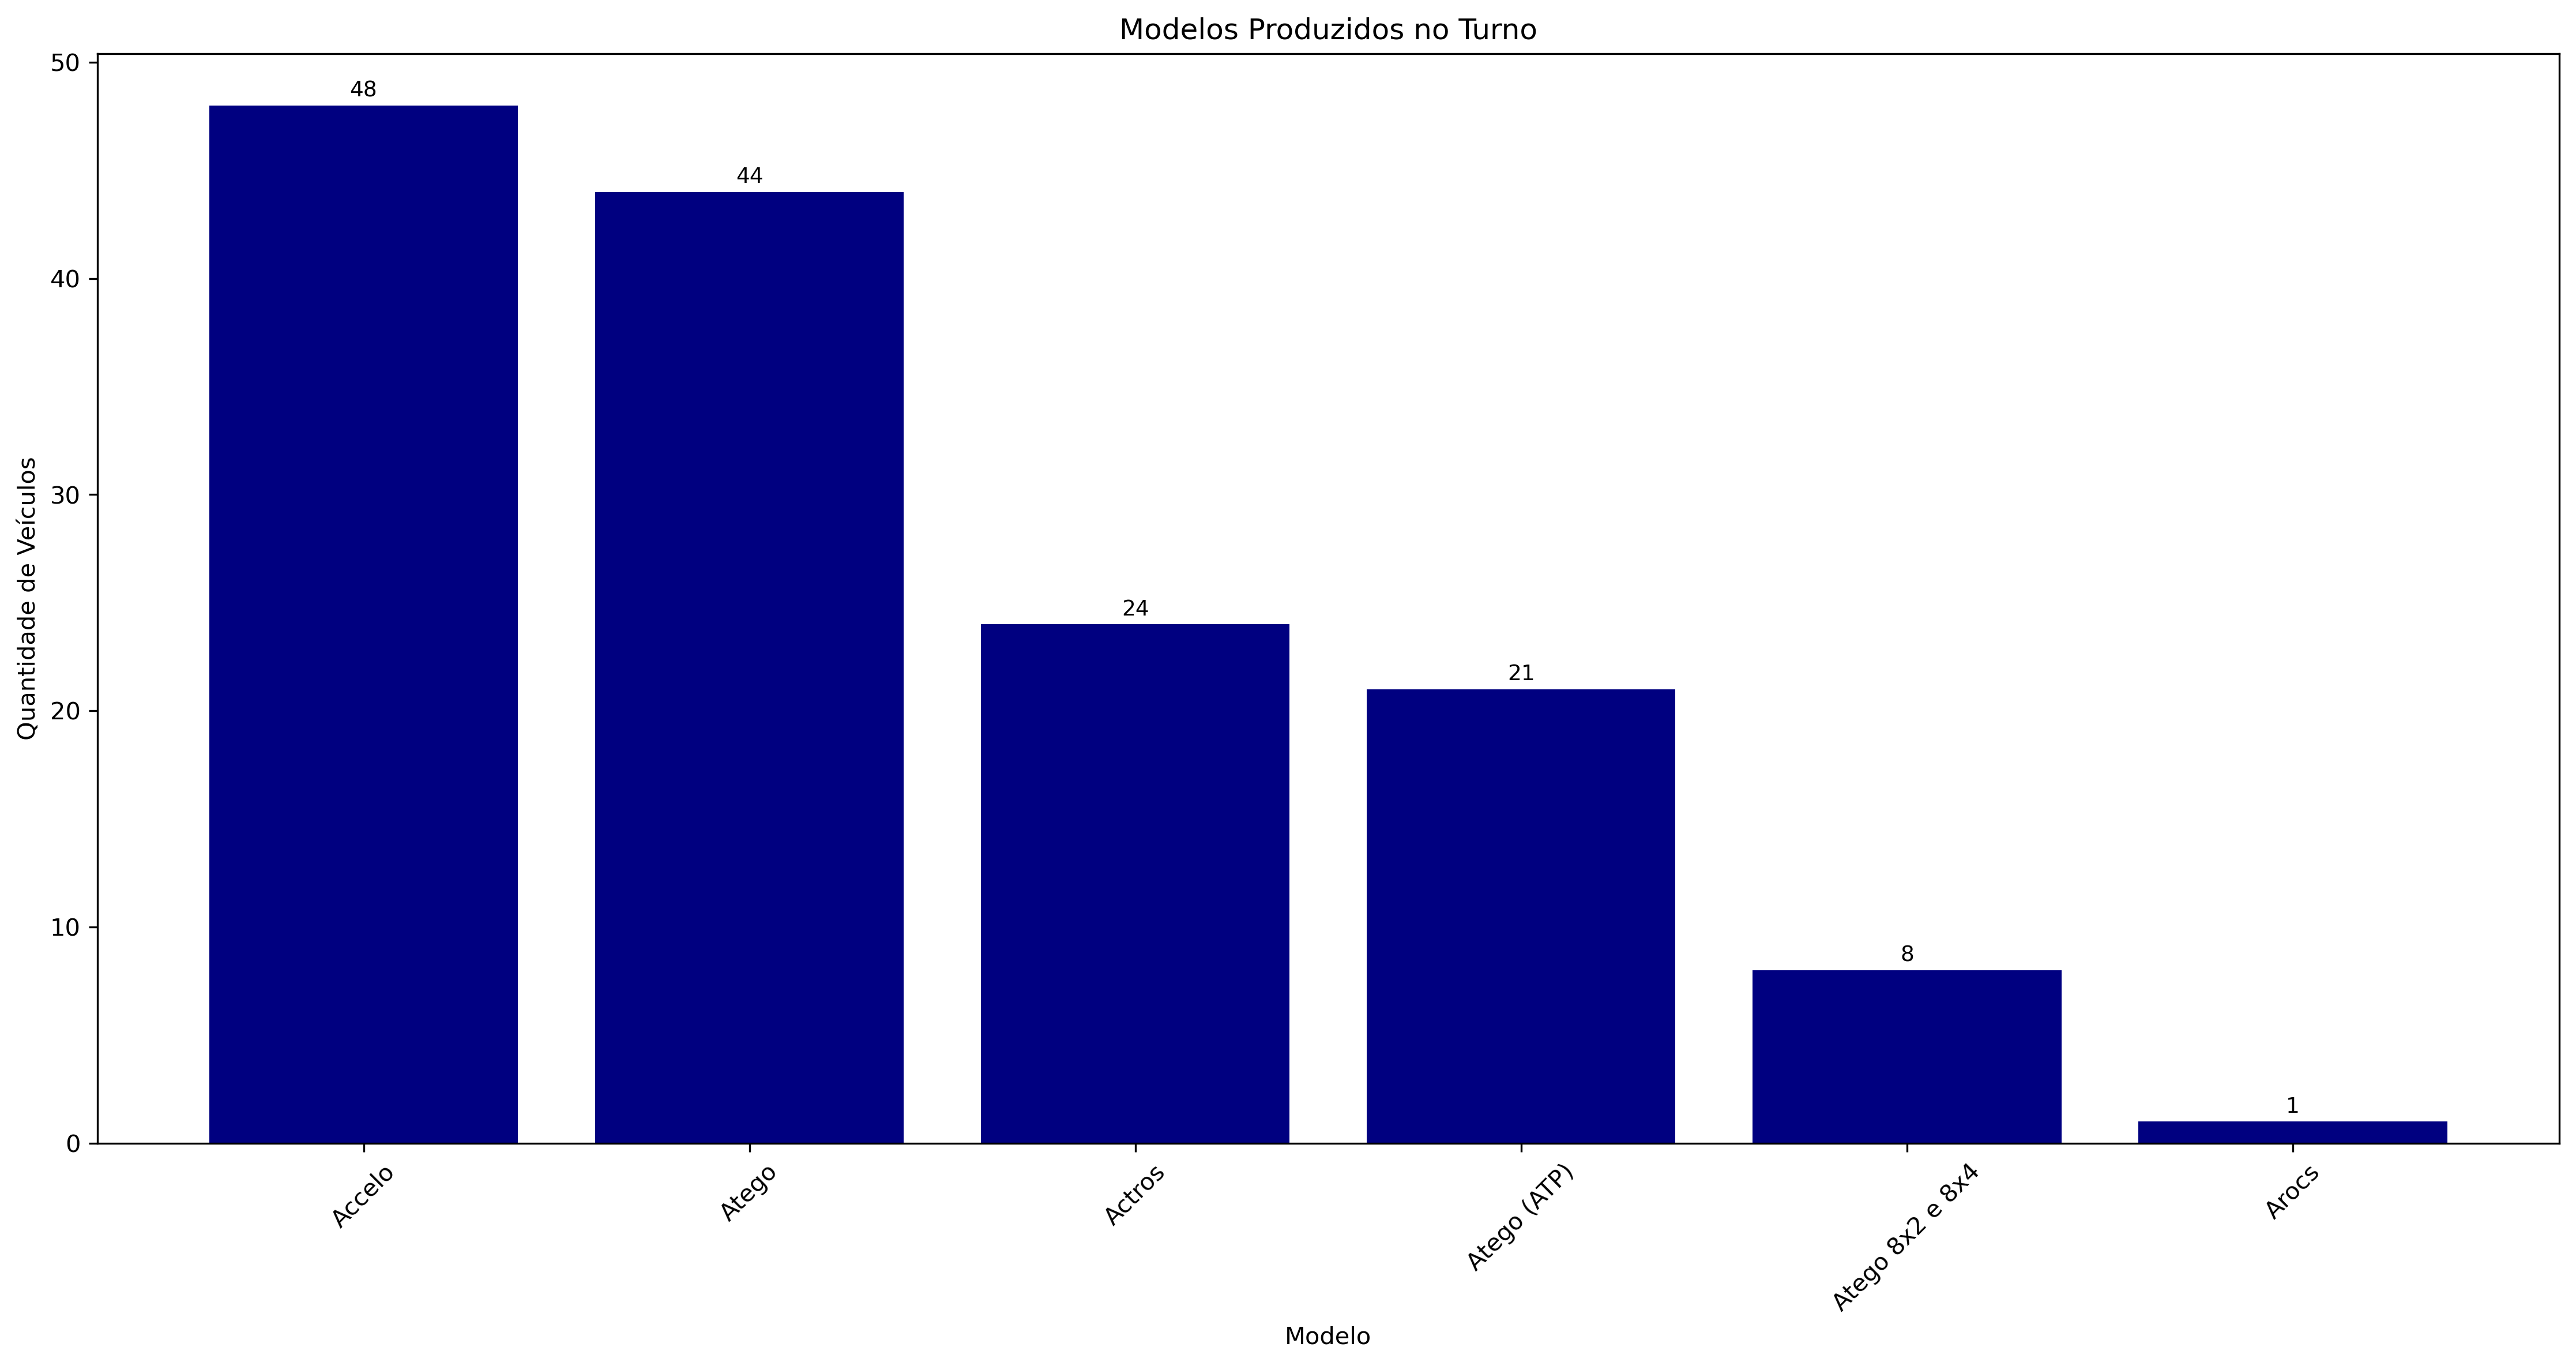 Modelos Produzidos no Turno
50
40
30
20
10
0
Quantidade de Veículos
48
44
24
21
8
1
Accelo
Atego
Actros
Atego (ATP)
Atego 8x2 e 8x4
Arocs
Modelo